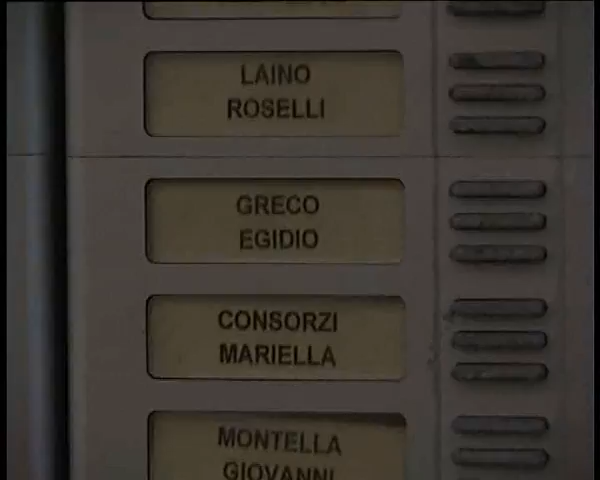 LAINO
ROSELLI
GRECO
EGIDIO
CONSORZI
MARIELLA
MONTELLA
GIOVANNI